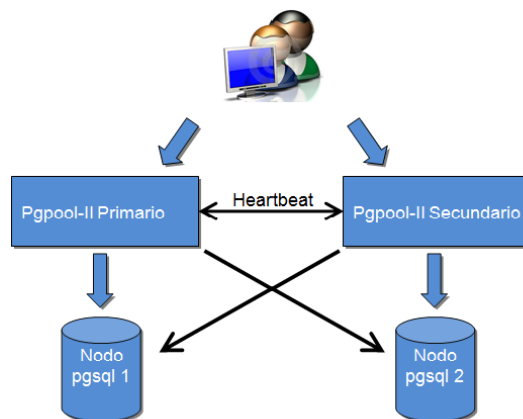 Heartbeat
Pgpool-II Primario
Pgpool-II Secundario
Nodo
pgsql 1
Nodo
pgsql 2